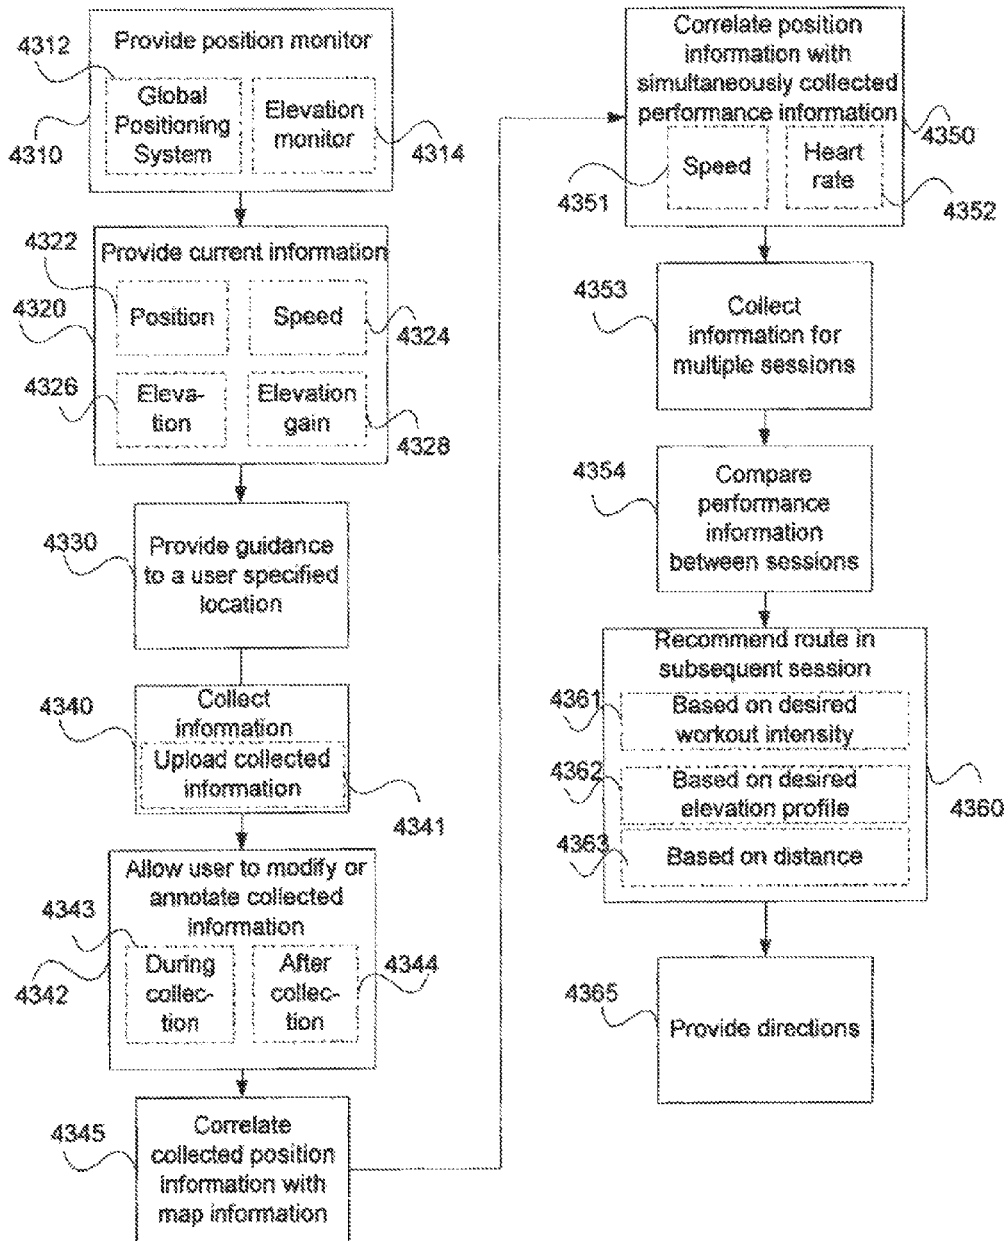 Provide position monitor
4312
Global
Positioning
System
Elevation
monitor
4310
4314
Provide current information
4322
Position
Speed
4320
4324
4326
Eleva-
tion
Elevation
gain
4328
4330
Provide guidance
to a user specified
location
4340
Collect
information
Upload collected
information
4341
Allow user to modify or
annotate collected
information
4343
During
collec-
tion
After
collec-
tion
4344
4342
4345
Correlate
collected position
information with
map information
Correlate position
information with
simultaneously collected
performance information
4350
Speed
Heart
rate
4351
4352
4353
Collect
information for
multiple sessions
4354
Compare
performance
information
between sessions
Recommend route in
subsequent session
4361
Based on desired
workout intensity
4362
Based on desired
elevation profile
4360
4363
Based on distance
4365
Provide directions